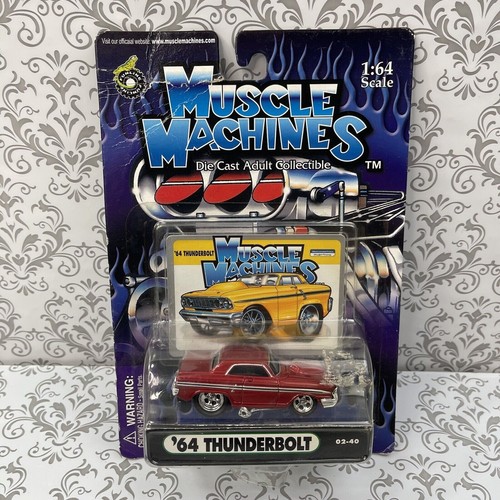 Visit our official website: www.musclemachines.com
1:64
Scale
MUSCLE
MACHINES
Die Cast Adult Collectible
TM
'64 THUNDERBOLT
MUSCLE
MACHINES
WARNING:
'64 THUNDERBOLT
02-40